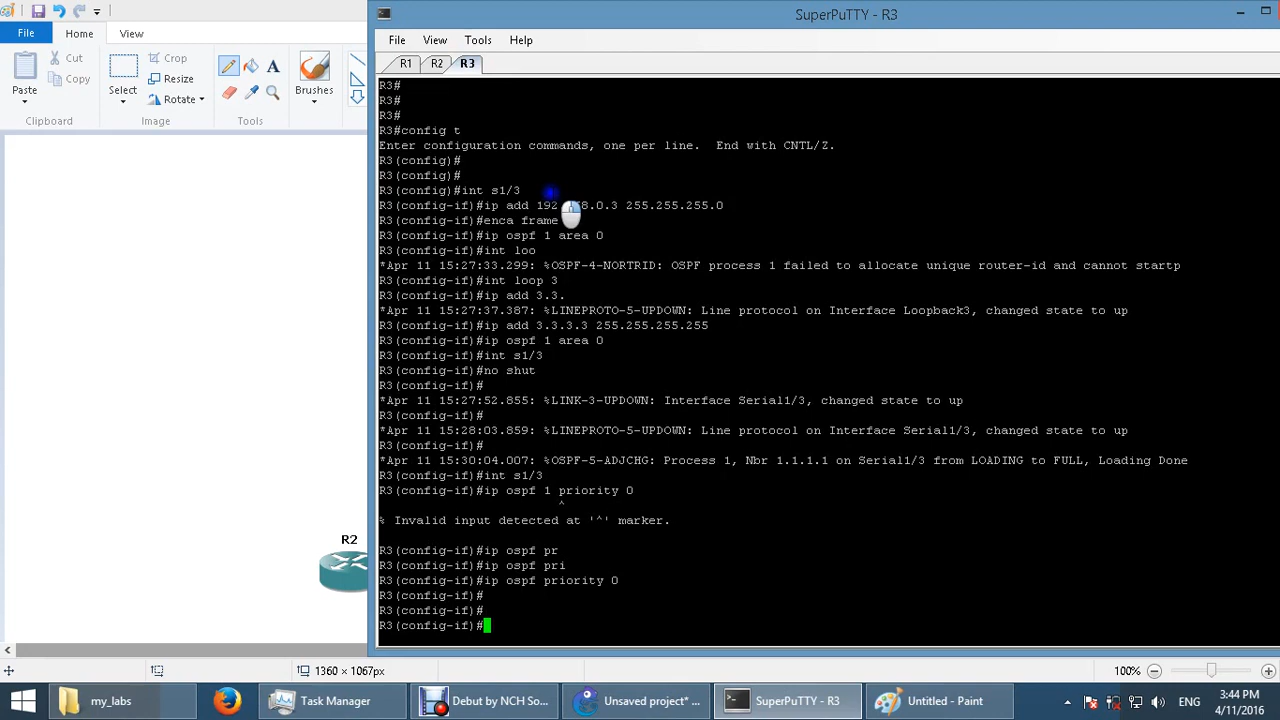 SuperPuTTY - R3
File
Home
View
Paste
Cut
Copy
Clipboard
Select
Crop
Resize
Rotate
Image
Tools
Brushes
File View Tools Help
R1 R2 R3
R3#
R3#
R3#
R3#config t
Enter configuration commands, one per line.  End with CNTL/Z.
R3(config)#
R3(config)#
R3(config)#int s1/3
R3(config-if)#ip add 192 8.0.3 255.255.255.0
R3(config-if)#enca frame
R3(config-if)#ip ospf 1 area 0
R3(config-if)#int loo
*Apr 11 15:27:33.299: %OSPF-4-NORTRID: OSPF process 1 failed to allocate unique router-id and cannot startp
R3(config-if)#int loop 3
R3(config-if)#ip add 3.3.
*Apr 11 15:27:37.387: %LINEPROTO-5-UPDOWN: Line protocol on Interface Loopback3, changed state to up
R3(config-if)#ip add 3.3.3.3 255.255.255.255
R3(config-if)#ip ospf 1 area 0
R3(config-if)#int s1/3
R3(config-if)#no shut
R3(config-if)#
*Apr 11 15:27:52.855: %LINK-3-UPDOWN: Interface Serial1/3, changed state to up
R3(config-if)#
*Apr 11 15:28:03.859: %LINEPROTO-5-UPDOWN: Line protocol on Interface Serial1/3, changed state to up
R3(config-if)#
*Apr 11 15:30:04.007: %OSPF-5-ADJCHG: Process 1, Nbr 1.1.1.1 on Serial1/3 from LOADING to FULL, Loading Done
R3(config-if)#int s1/3
R3(config-if)#ip ospf 1 priority 0
^
% Invalid input detected at '^' marker.
R3(config-if)#ip ospf pr
R3(config-if)#ip ospf pri
R3(config-if)#ip ospf priority 0
R3(config-if)#
R3(config-if)#
R3(config-if)#
R2
1360 × 1067px
100%
my_labs
Task Manager
Debut by NCH So...
Unsaved project*...
SuperPuTTY - R3
Untitled - Paint
ENG
3:44 PM
4/11/2016